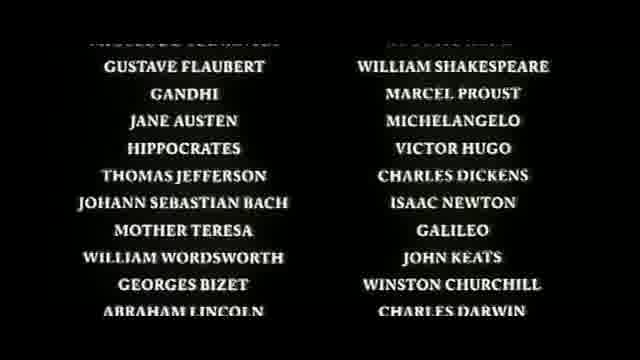 GUSTAVE FLAUBERT WILLIAM SHAKESPEARE
GANDHI MARCEL PROUST
JANE AUSTEN MICHELANGELO
HIPPOCRATES VICTOR HUGO
THOMAS JEFFERSON CHARLES DICKENS
JOHANN SEBASTIAN BACH ISAAC NEWTON
MOTHER TERESA GALILEO
WILLIAM WORDSWORTH JOHN KEATS
GEORGES BIZET WINSTON CHURCHILL
ABRAHAM LINCOLN CHARLES DARWIN